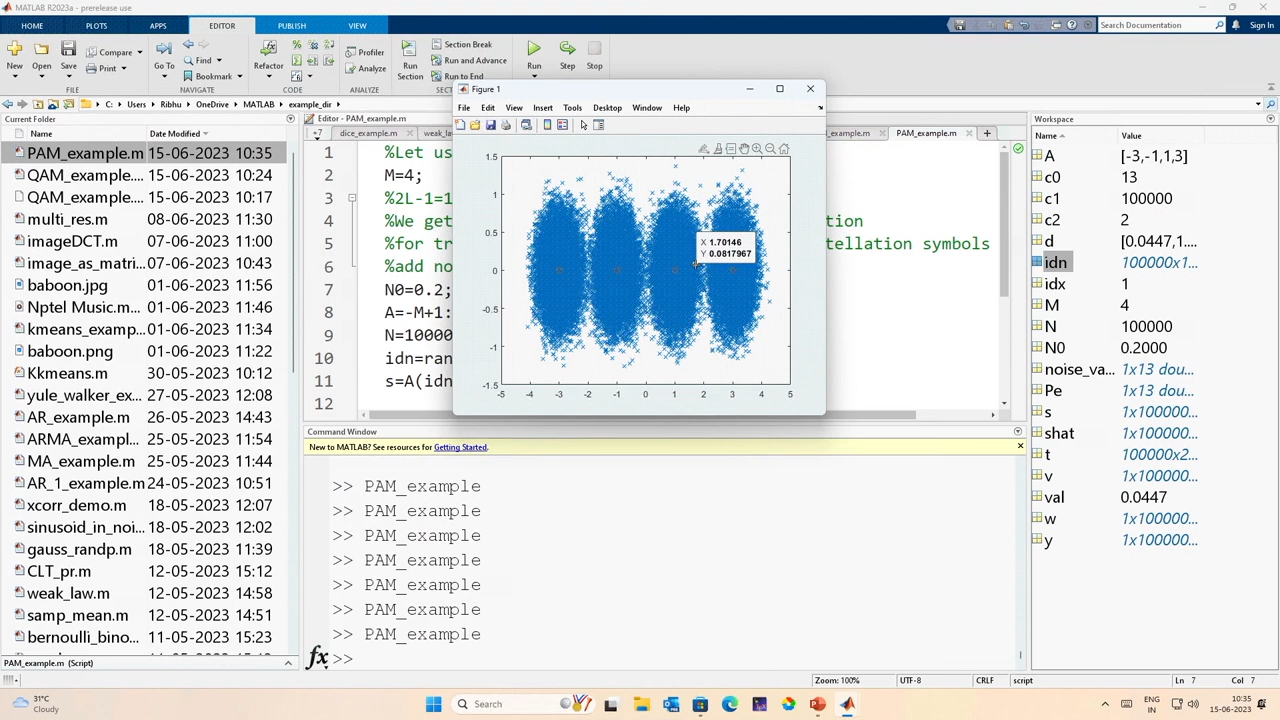 MATLAB R2023a - prerelease use
HOME PLOTS APPS EDITOR PUBLISH VIEW
Search Documentation
Sign In
New Open Save
Compare
Print
Go To
Find
Bookmark
Refactor
Profiler
Analyze
Run Section
Section Break
Run and Advance
Run to End
Run Step Stop
FILE NAVIGATE CODE ANALYZE
C: Users Ribhu OneDrive MATLAB example_dir
Current Folder
Name Date Modified
PAM_example.m 15-06-2023 10:35
QAM_example.... 15-06-2023 10:24
QAM_example.... 15-06-2023 10:17
multi_res.m 08-06-2023 11:30
imageDCT.m 07-06-2023 11:00
image_as_matri... 07-06-2023 11:00
baboon.jpg 01-06-2023 11:00
Nptel Music.m... 01-06-2023 11:37
kmeans_examp... 01-06-2023 11:34
baboon.png 01-06-2023 11:22
Kkmeans.m 30-05-2023 10:12
yule_walker_ex... 27-05-2023 12:08
AR_example.m 26-05-2023 14:43
ARMA_exampl... 25-05-2023 11:54
MA_example.m 25-05-2023 11:44
AR_1_example.m 24-05-2023 10:51
xcorr_demo.m 18-05-2023 12:07
sinusoid_in_noi... 18-05-2023 12:02
gauss_randp.m 18-05-2023 11:39
CLT_pr.m 12-05-2023 15:12
weak_law.m 12-05-2023 14:58
samp_mean.m 12-05-2023 14:51
bernoulli_bino... 11-05-2023 15:23
PAM_example.m (Script)
Editor - PAM_example.m
+7 dice_example.m weak_la
_example.m PAM_example.m
1 %Let us
2 M=4;
3 %2L-1=1
4 %We get
5 %for tr
tellation symbols
6 %add no
7 N0=0.2;
8 A=-M+1:
9 N=10000
10 idn=ran
11 s=A(idn
12
Figure 1
File Edit View Insert Tools Desktop Window Help
1.5
1
0.5
0
-0.5
-1
-1.5
-5 -4 -3 -2 -1 0 1 2 3 4 5
X 1.70146
Y 0.0817967
Command Window
New to MATLAB? See resources for Getting Started.
>> PAM_example
>> PAM_example
>> PAM_example
>> PAM_example
>> PAM_example
>> PAM_example
>> PAM_example
fx >>
Workspace
Name Value
A [-3,-1,1,3]
c0 13
c1 100000
c2 2
d [0.0447,1....
idn 100000x1...
idx 1
M 4
N 100000
N0 0.2000
noise_va... 1x13 dou...
Pe 1x13 dou...
s 1x100000...
shat 1x100000...
t 100000x2...
v 1x100000...
val 0.0447
w 1x100000...
y 1x100000...
Zoom: 100% UTF-8 CRLF script Ln 7 Col 7
31°C
Cloudy
Search
ENG
IN
10:35
15-06-2023